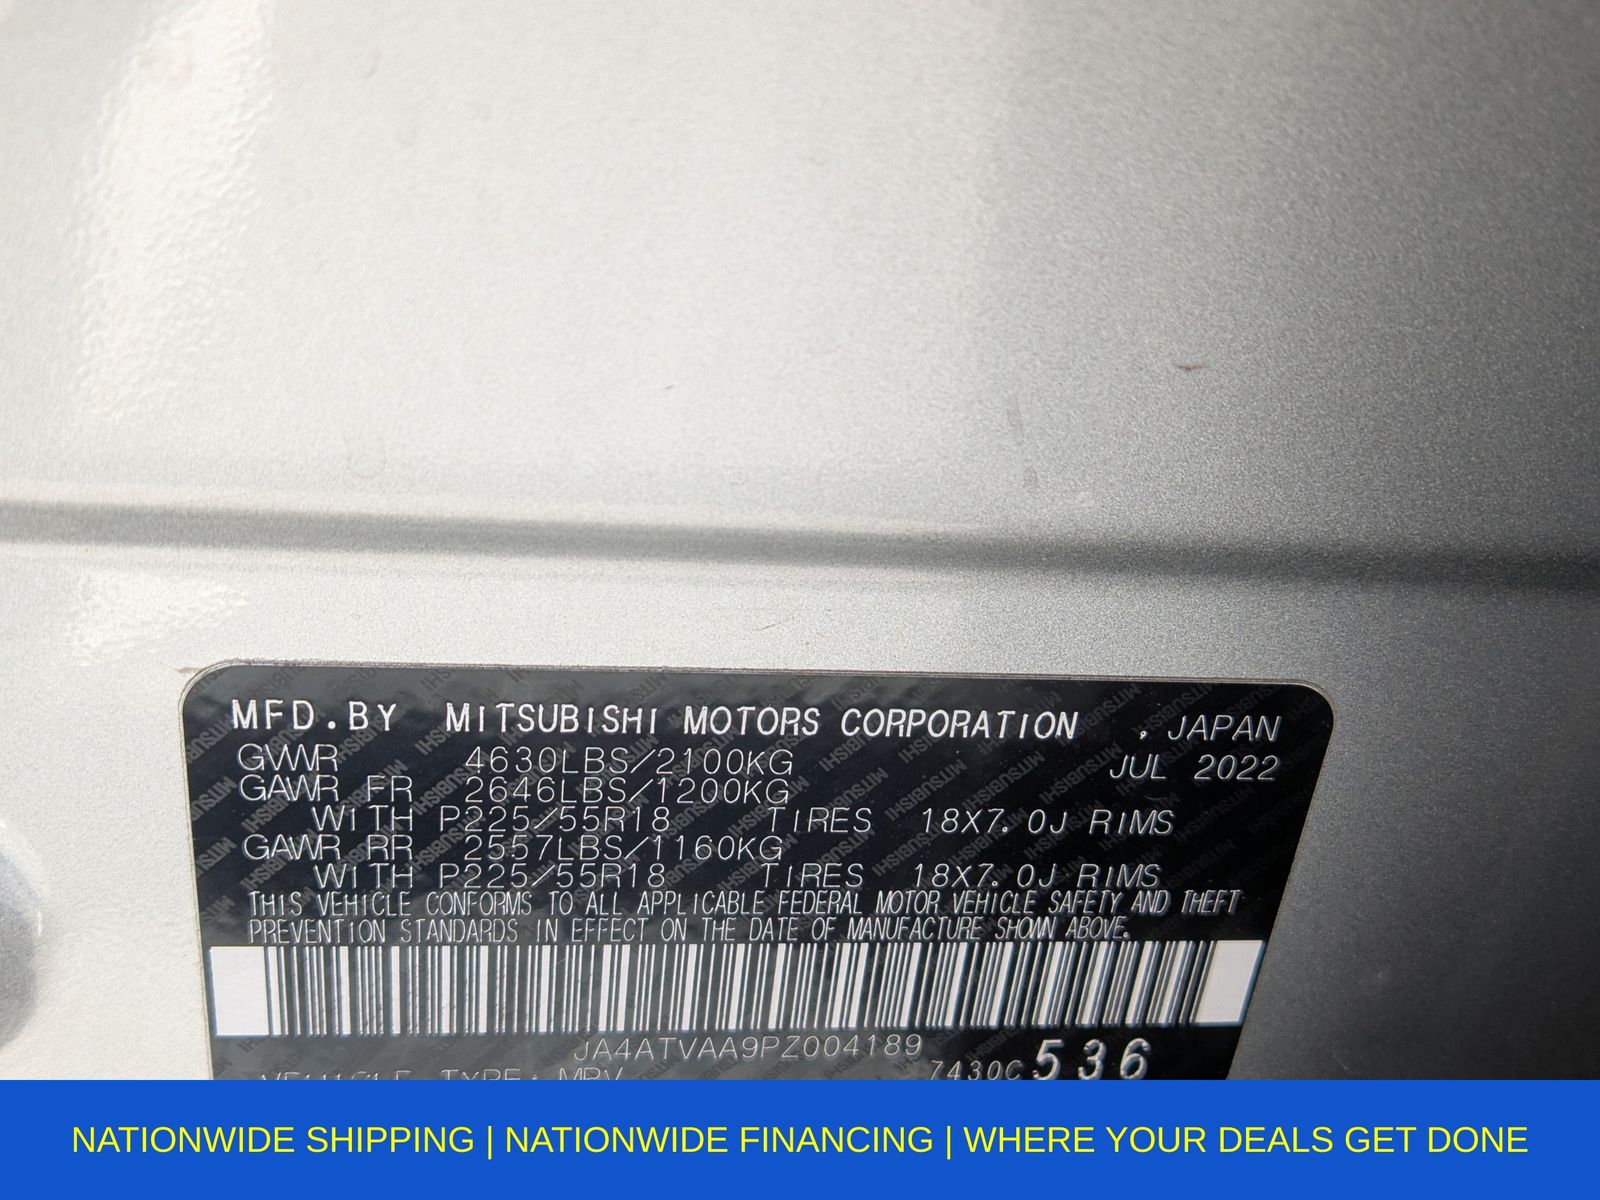 MFD.BY MITSUBISHI MOTORS CORPORATION , JAPAN
GVWR 4630LBS/2100KG JUL 2022
GAWR FR 2646LBS/1200KG
WITH P225/55R18 TIRES 18X7.0J RIMS
GAWR RR 2557LBS/1160KG
WITH P225/55R18 TIRES 18X7.0J RIMS
THIS VEHICLE CONFORMS TO ALL APPLICABLE FEDERAL MOTOR VEHICLE SAFETY AND THEFT
PREVENTION STANDARDS IN EFFECT ON THE DATE OF MANUFACTURE SHOWN ABOVE.
JA4ATVAA9PZ004189
VEHICLE TYPE: MPV 7430C 536
NATIONWIDE SHIPPING | NATIONWIDE FINANCING | WHERE YOUR DEALS GET DONE